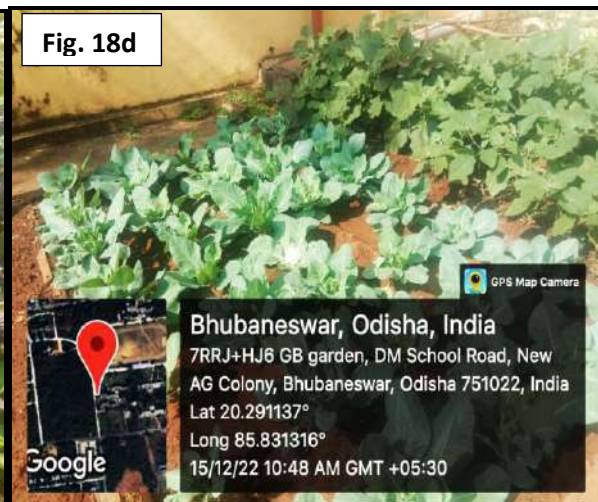 Fig. 18d
GPS Map Camera
Bhubaneswar, Odisha, India
7RRJ+HJ6 GB garden, DM School Road, New
AG Colony, Bhubaneswar, Odisha 751022, India
Lat 20.291137°
Long 85.831316°
15/12/22 10:48 AM GMT +05:30
Google